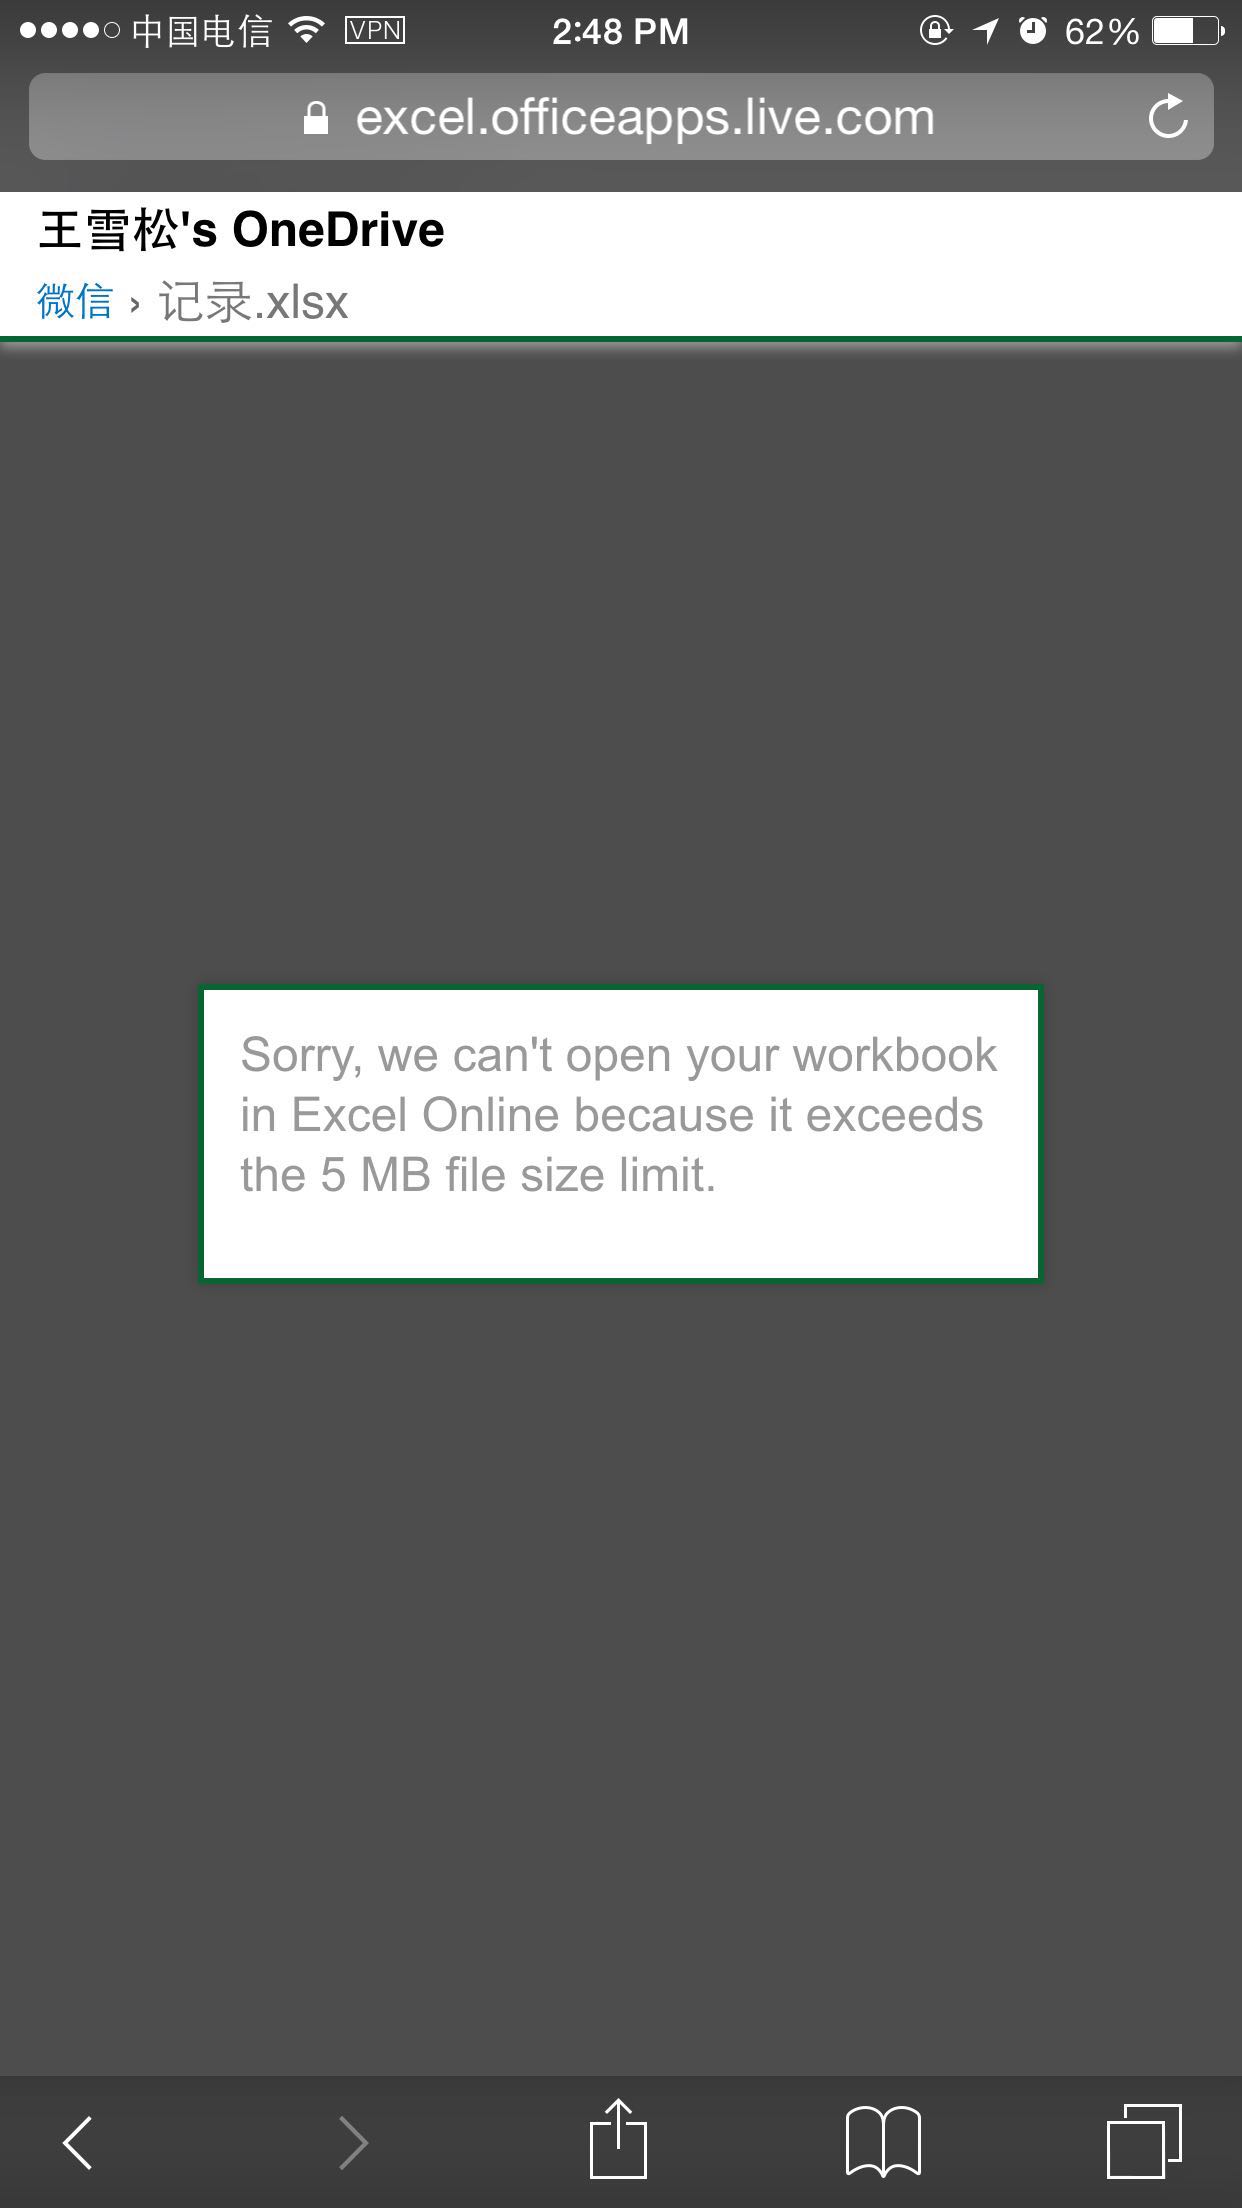 中国电信 VPN 2:48 PM 62%
excel.officeapps.live.com
王雪松's OneDrive
微信 › 记录.xlsx
Sorry, we can't open your workbook
in Excel Online because it exceeds
the 5 MB file size limit.